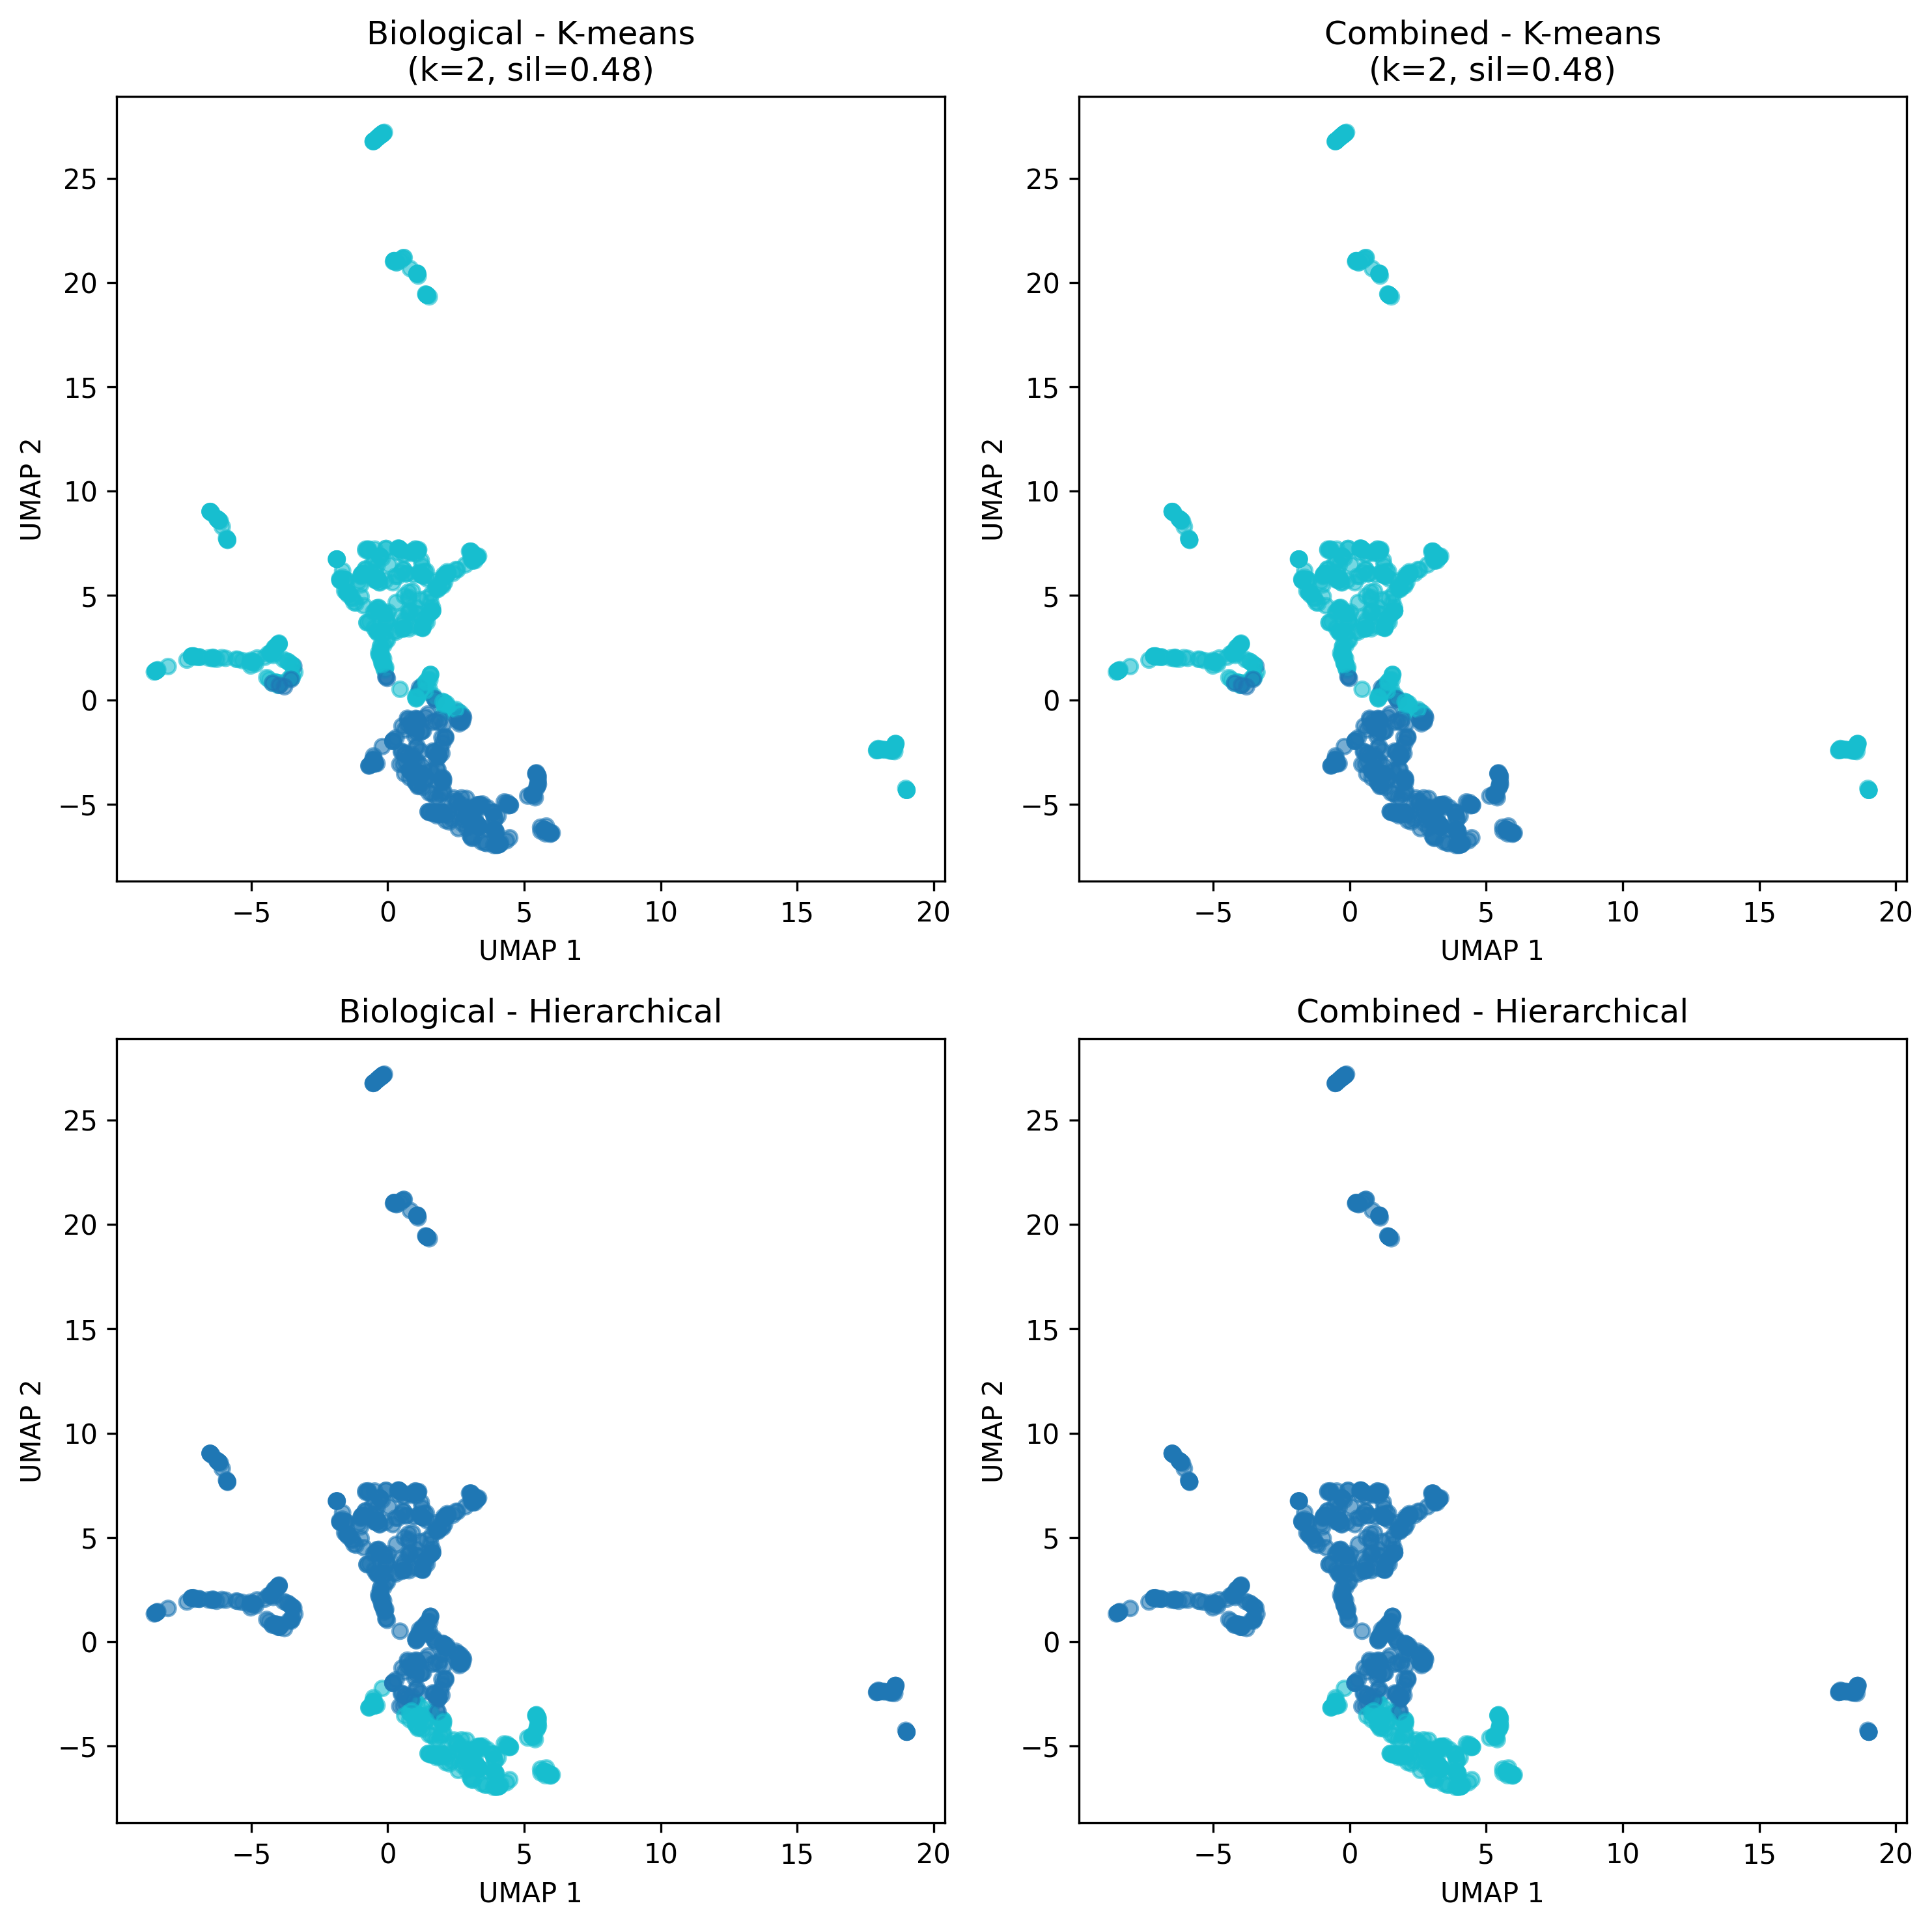 Biological - K-means
(k=2, sil=0.48)
25
20
15
10
5
0
−5
UMAP 2
−5 0 5 10 15 20
UMAP 1
Combined - K-means
(k=2, sil=0.48)
25
20
15
10
5
0
−5
UMAP 2
−5 0 5 10 15 20
UMAP 1
Biological - Hierarchical
25
20
15
10
5
0
−5
UMAP 2
−5 0 5 10 15 20
UMAP 1
Combined - Hierarchical
25
20
15
10
5
0
−5
UMAP 2
−5 0 5 10 15 20
UMAP 1